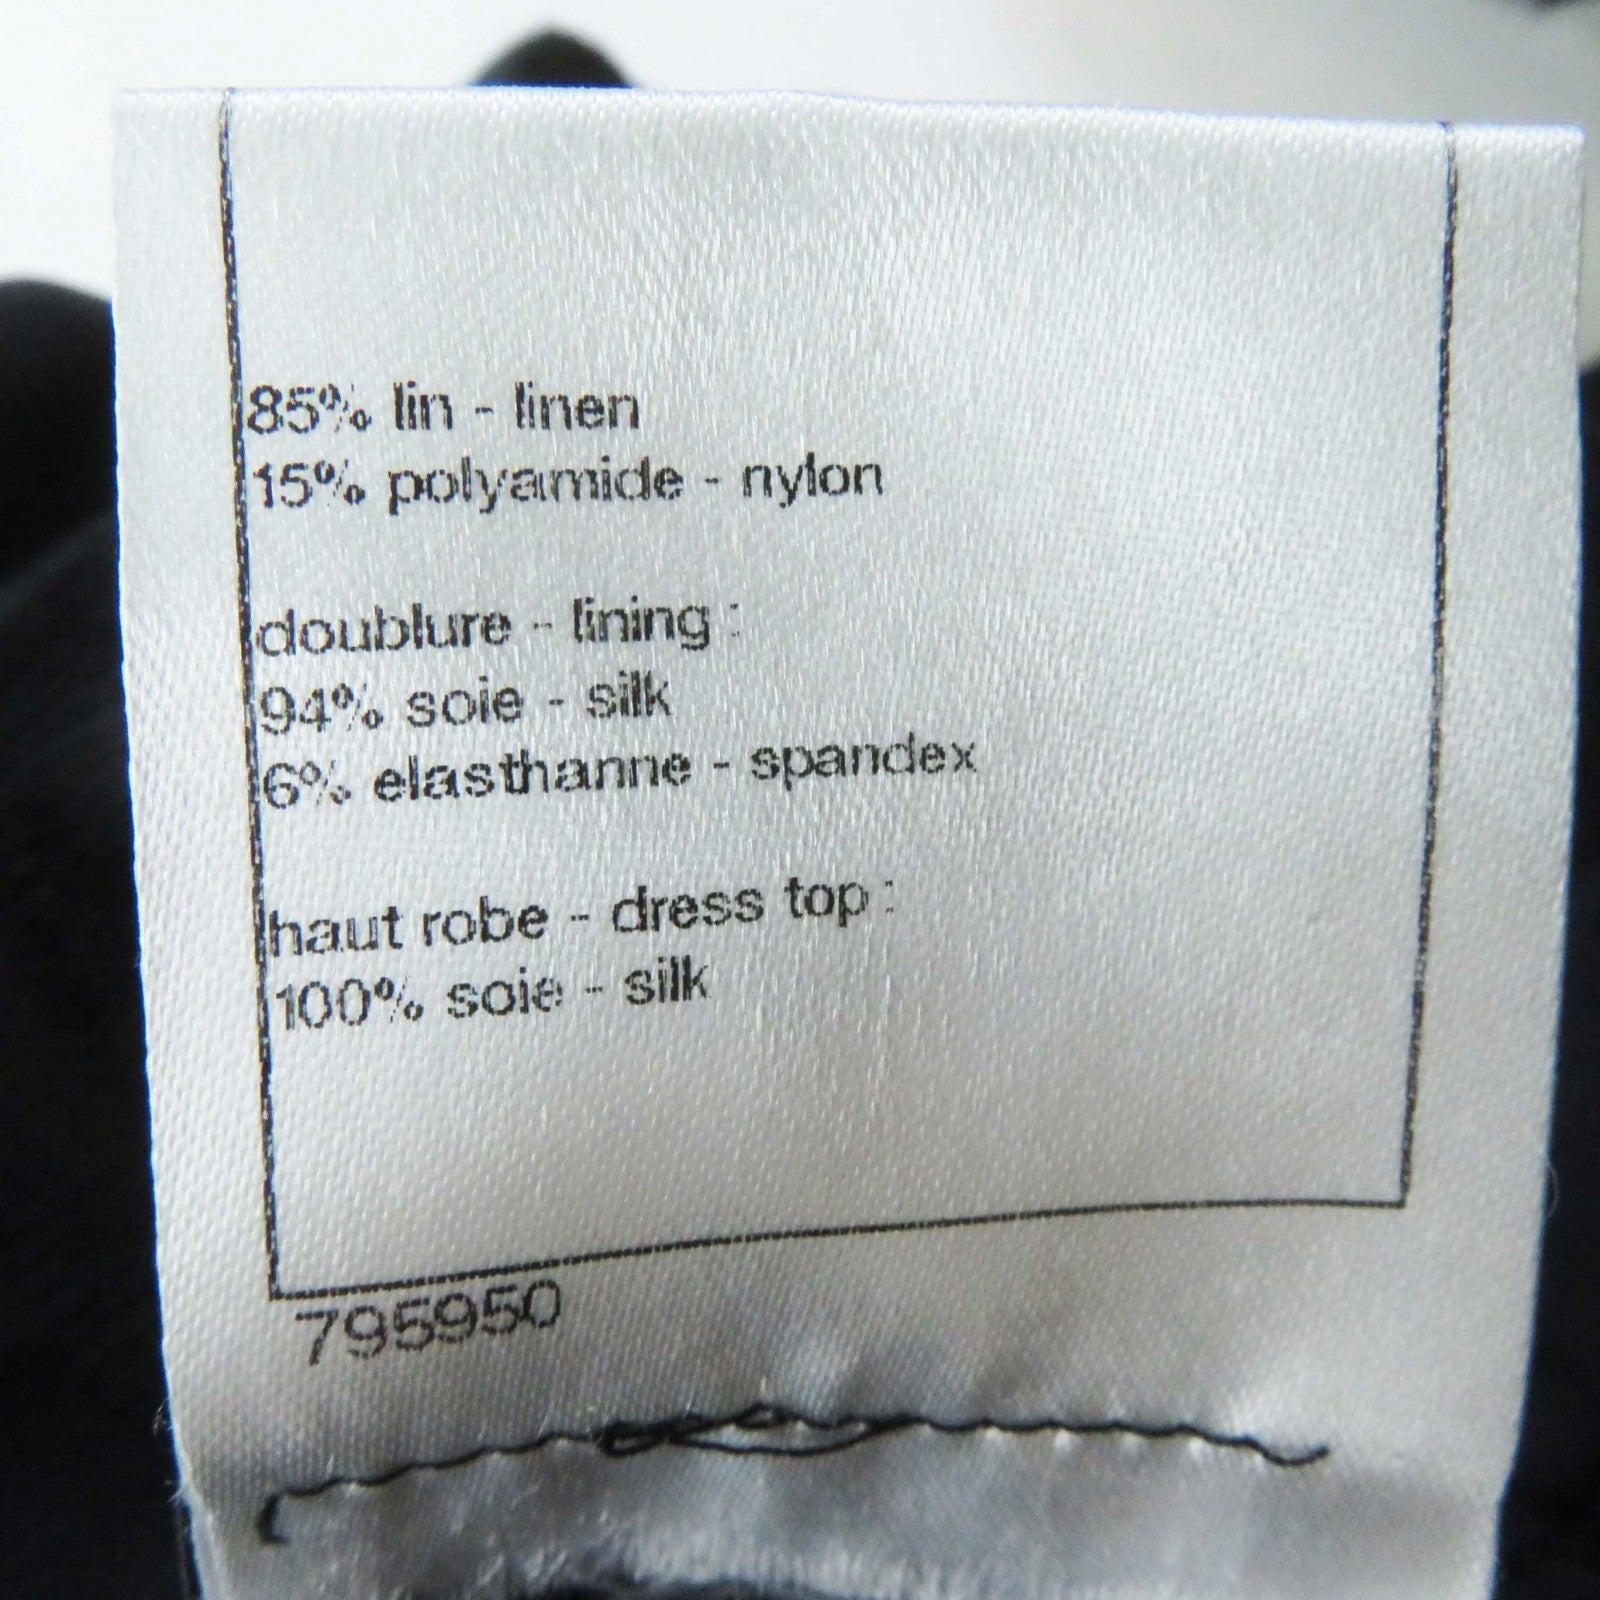 85% lin - linen
15% polyamide - nylon
doublure - lining :
94% soie - silk
6% elasthanne - spandex
haut robe - dress top :
100% soie - silk
795950